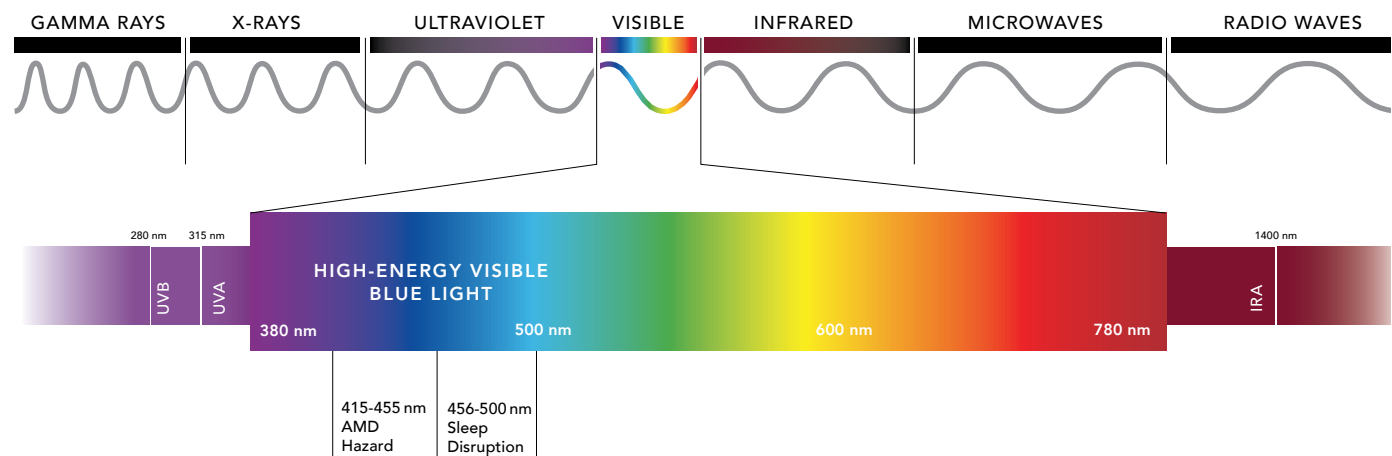 GAMMA RAYS
X-RAYS
ULTRAVIOLET
VISIBLE
INFRARED
MICROWAVES
RADIO WAVES
280 nm
315 nm
1400 nm
UVB
UVA
HIGH-ENERGY VISIBLE
BLUE LIGHT
IRA
380 nm
500 nm
600 nm
780 nm
415-455 nm
AMD
Hazard
456-500 nm
Sleep
Disruption